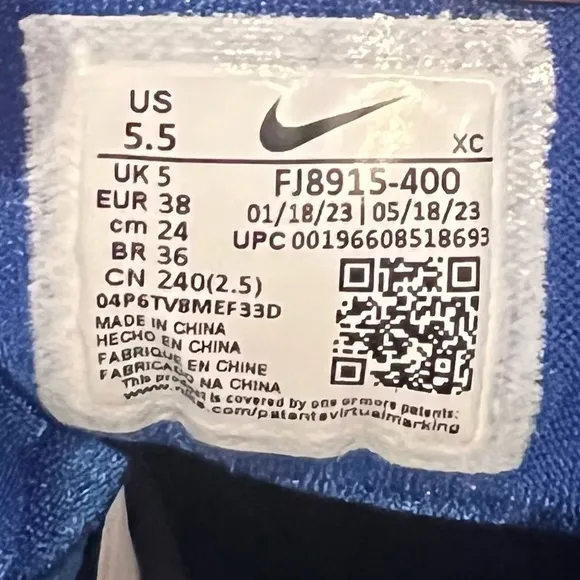 US
5.5
XC
UK 5
EUR 38
cm 24
BR 36
CN 240(2.5)
FJ8915-400
01/18/23 | 05/18/23
UPC 00196608518693
04P6TV8MEF33D
MADE IN CHINA
HECHO EN CHINA
FABRIQUE EN CHINE
FABRICADO NA CHINA
This product is covered by one or more patents:
.com/patentsvirtualmarking